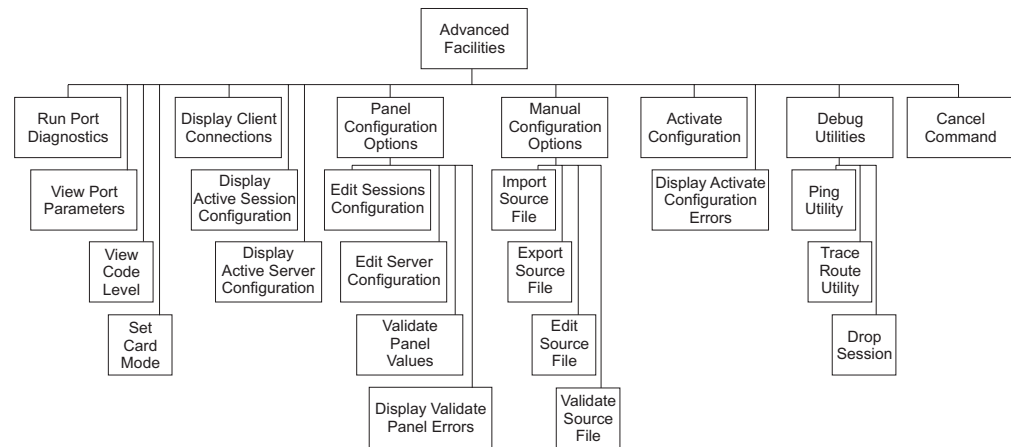 Advanced
Facilities
Run Port
Diagnostics
Display Client
Connections
Panel
Configuration
Options
Manual
Configuration
Options
Activate
Configuration
Debug
Utilities
Cancel
Command
View Port
Parameters
Display
Active Session
Configuration
Edit Sessions
Configuration
Import
Source
File
Display Activate
Configuration
Errors
Ping
Utility
View
Code
Level
Display
Active Server
Configuration
Edit Server
Configuration
Export
Source
File
Trace
Route
Utility
Set
Card
Mode
Validate
Panel
Values
Edit
Source
File
Drop
Session
Display Validate
Panel Errors
Validate
Source
File